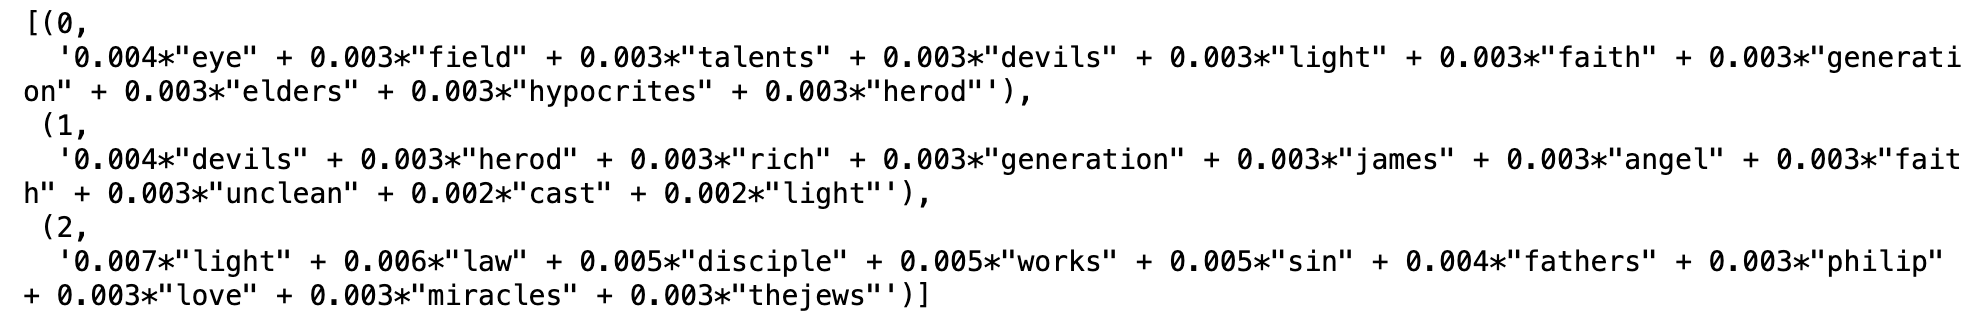 [(0,
'0.004*"eye" + 0.003*"field" + 0.003*"talents" + 0.003*"devils" + 0.003*"light" + 0.003*"faith" + 0.003*"generati
on" + 0.003*"elders" + 0.003*"hypocrites" + 0.003*"herod"'),
(1,
'0.004*"devils" + 0.003*"herod" + 0.003*"rich" + 0.003*"generation" + 0.003*"james" + 0.003*"angel" + 0.003*"fait
h" + 0.003*"unclean" + 0.002*"cast" + 0.002*"light"'),
(2,
'0.007*"light" + 0.006*"law" + 0.005*"disciple" + 0.005*"works" + 0.005*"sin" + 0.004*"fathers" + 0.003*"philip"
+ 0.003*"love" + 0.003*"miracles" + 0.003*"thejews"')]